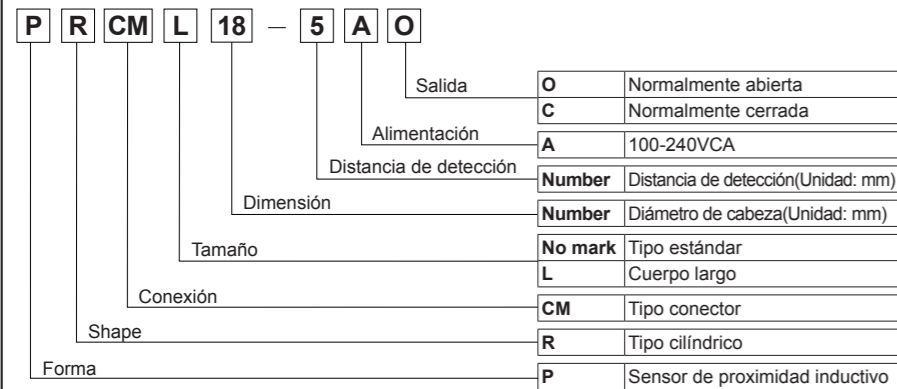 P R CM L 18 – 5 A O
Salida
O Normalmente abierta
C Normalmente cerrada
Alimentación
A 100-240VCA
Distancia de detección
Number Distancia de detección(Unidad: mm)
Dimensión
Number Diámetro de cabeza(Unidad: mm)
Tamaño
No mark Tipo estándar
L Cuerpo largo
Conexión
CM Tipo conector
Shape
R Tipo cilíndrico
Forma
P Sensor de proximidad inductivo